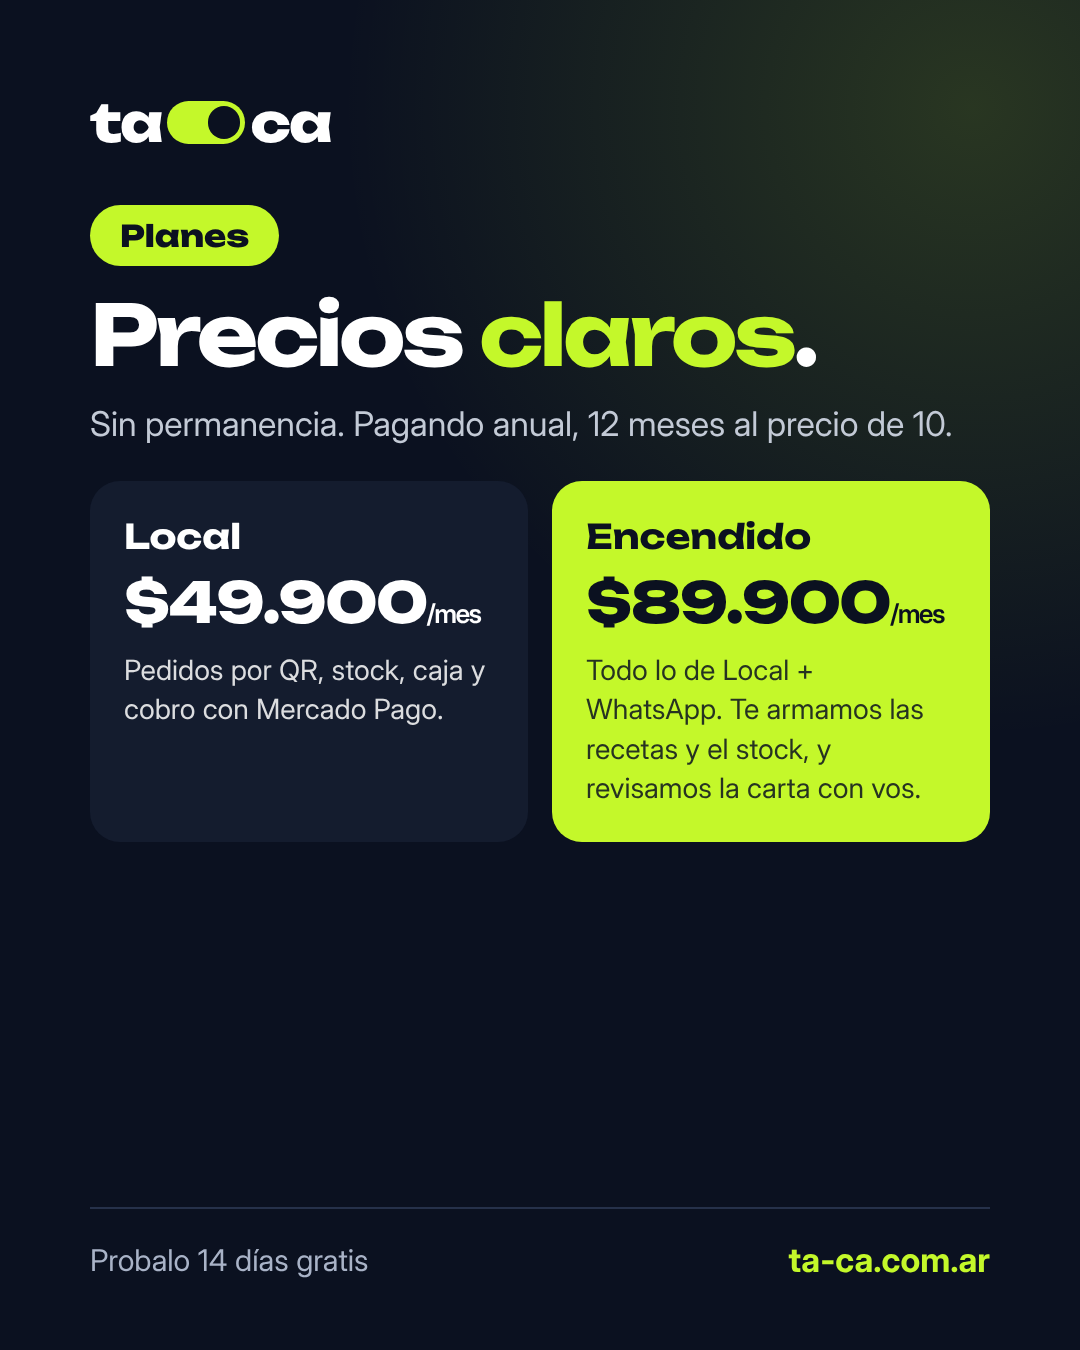 ta ca
Planes
Precios claros.
Sin permanencia. Pagando anual, 12 meses al precio de 10.
Local
$49.900/mes
Pedidos por QR, stock, caja y
cobro con Mercado Pago.
Encendido
$89.900/mes
Todo lo de Local +
WhatsApp. Te armamos las
recetas y el stock, y
revisamos la carta con vos.
Probalo 14 días gratis
ta-ca.com.ar